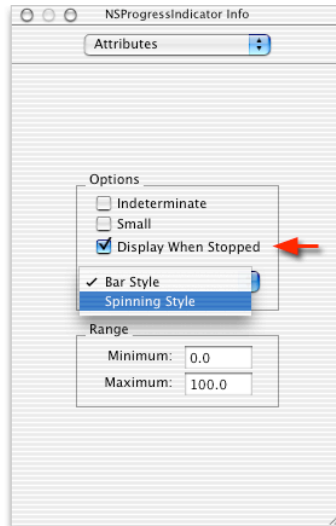 NSProgressIndicator Info
Attributes
Options
Indeterminate
Small
Display When Stopped
Bar Style
Spinning Style
Range
Minimum: 0.0
Maximum: 100.0